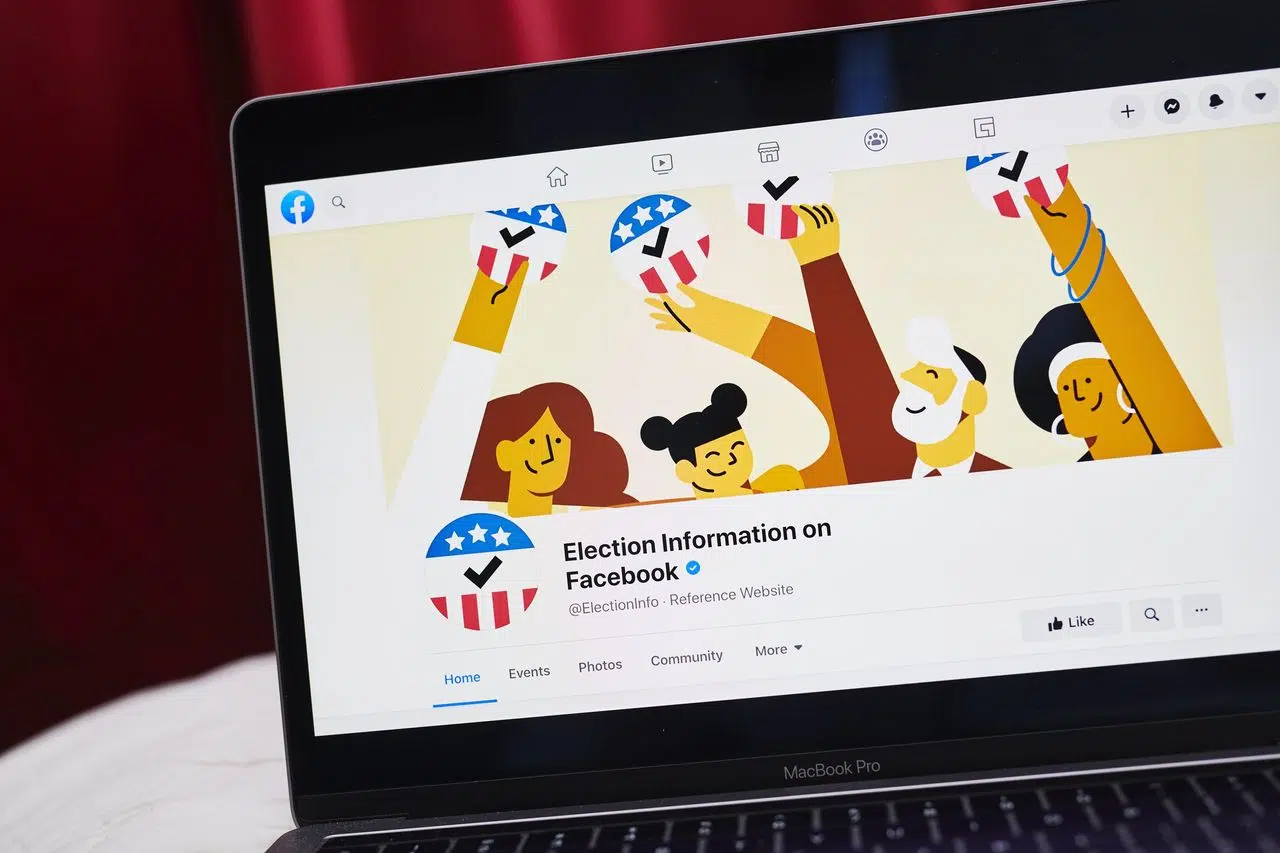 Election Information on
Facebook
@ElectionInfo · Reference Website
Like
Home
Events
Photos
Community
More
MacBook Pro